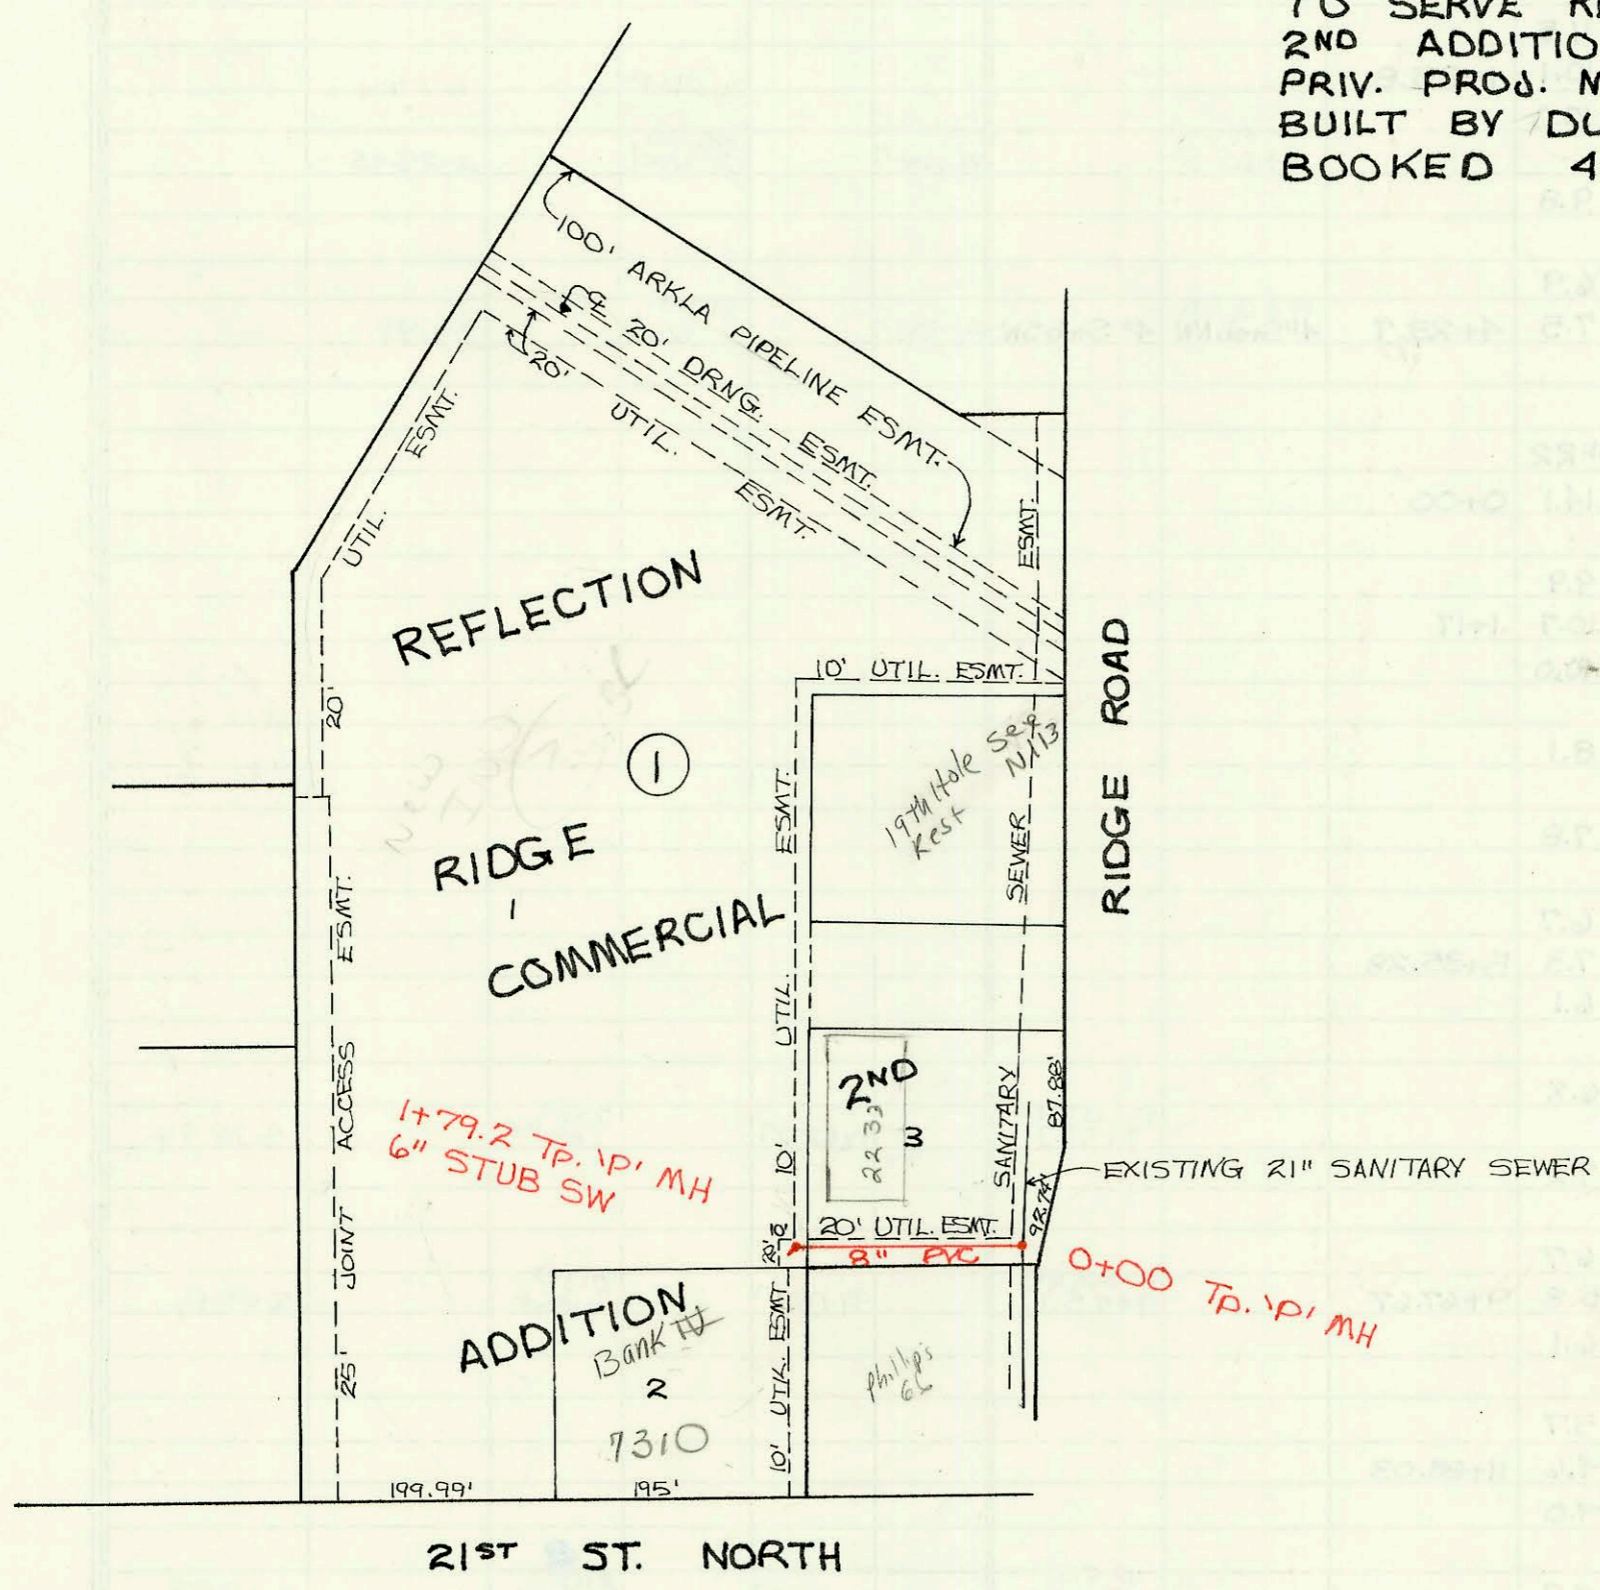 TO SERVE
2ND ADDITIO
PRIV. PROJ. N
BUILT BY DU
BOOKED 4
100' ARKLA PIPELINE ESMT.
℄ 20' DRNG. ESMT.
20' UTIL. ESMT.
UTIL. ESMT.
20'
REFLECTION
1
RIDGE
COMMERCIAL
2ND
ADDITION
10' UTIL. ESMT.
ESMT.
SEWER
SANITARY
RIDGE ROAD
19th Hole
Rest
See
N113
10' UTIL. ESMT.
25' JOINT ACCESS ESMT.
1+79.2 Tp. 'P' MH
6" STUB SW
2233
3
87.88'
92.74'
EXISTING 21" SANITARY SEWER
20' UTIL. ESMT.
20'
8" PVC
0+00 Tp. 'P' MH
Bank IV
2
7310
10' UTIL. ESMT
Phillips
66
199.99'
195'
21ST ST. NORTH